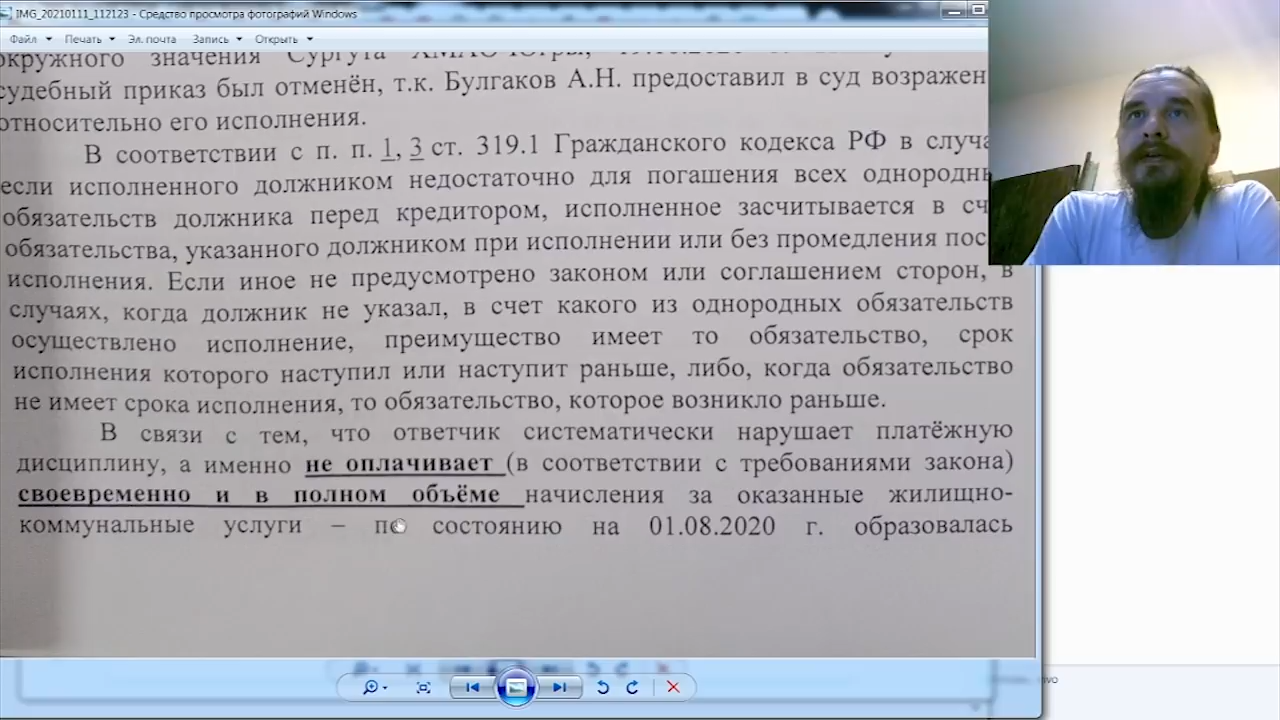 IMG_20210111_112123 - Средство просмотра фотографий Windows
Файл Печать Эл. почта Запись Открыть
окружного значения Сургута ХМАО-Югры,
судебный приказ был отменён, т.к. Булгаков А.Н. предоставил в суд возражен
относительно его исполнения.
В соответствии с п. п. 1, 3 ст. 319.1 Гражданского кодекса РФ в случа
если исполненного должником недостаточно для погашения всех однородны
обязательств должника перед кредитором, исполненное засчитывается в сч
обязательства, указанного должником при исполнении или без промедления пос
исполнения. Если иное не предусмотрено законом или соглашением сторон, в
случаях, когда должник не указал, в счет какого из однородных обязательств
осуществлено исполнение, преимущество имеет то обязательство, срок
исполнения которого наступил или наступит раньше, либо, когда обязательство
не имеет срока исполнения, то обязательство, которое возникло раньше.
В связи с тем, что ответчик систематически нарушает платёжную
дисциплину, а именно не оплачивает (в соответствии с требованиями закона)
своевременно и в полном объёме начисления за оказанные жилищно-
коммунальные услуги – по состоянию на 01.08.2020 г. образовалась